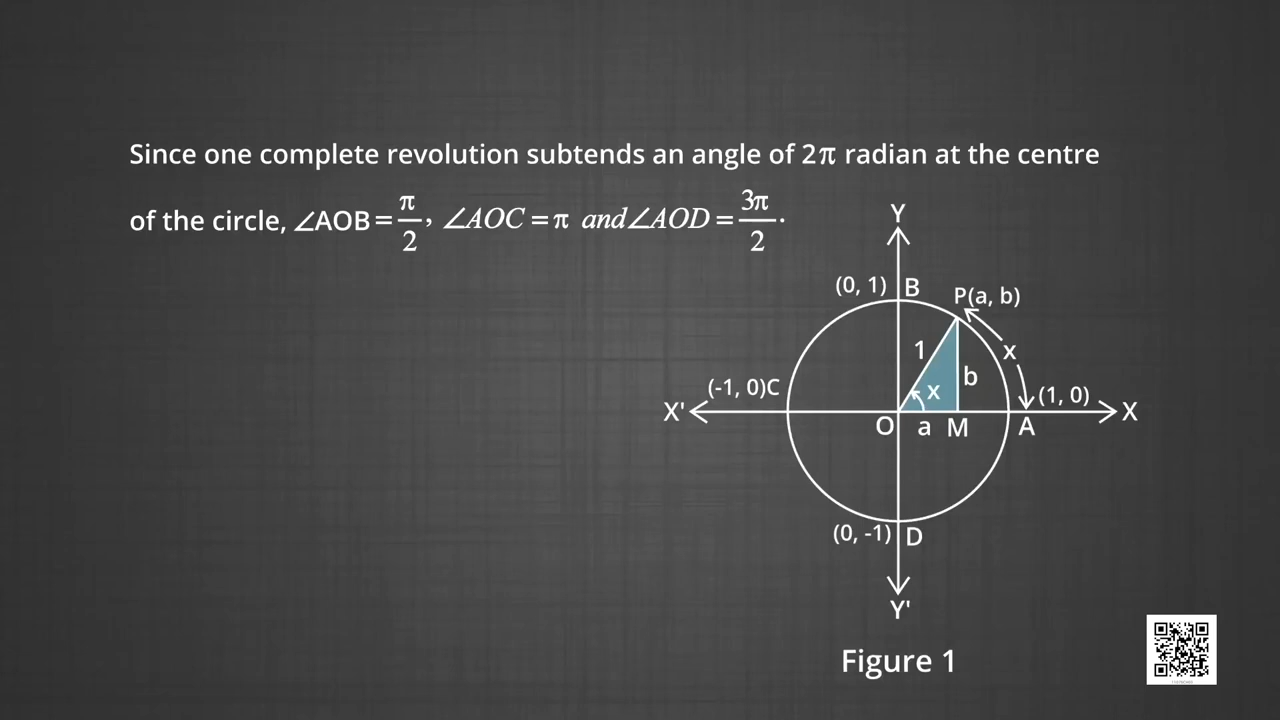 Since one complete revolution subtends an angle of 2π radian at the centre
of the circle, ∠AOB = π/2, ∠AOC = π and ∠AOD = 3π/2.
Y
(0, 1) B P(a, b)
1 x
(-1, 0)C x b (1, 0)
X' O a M A X
(0, -1) D
Y'
Figure 1